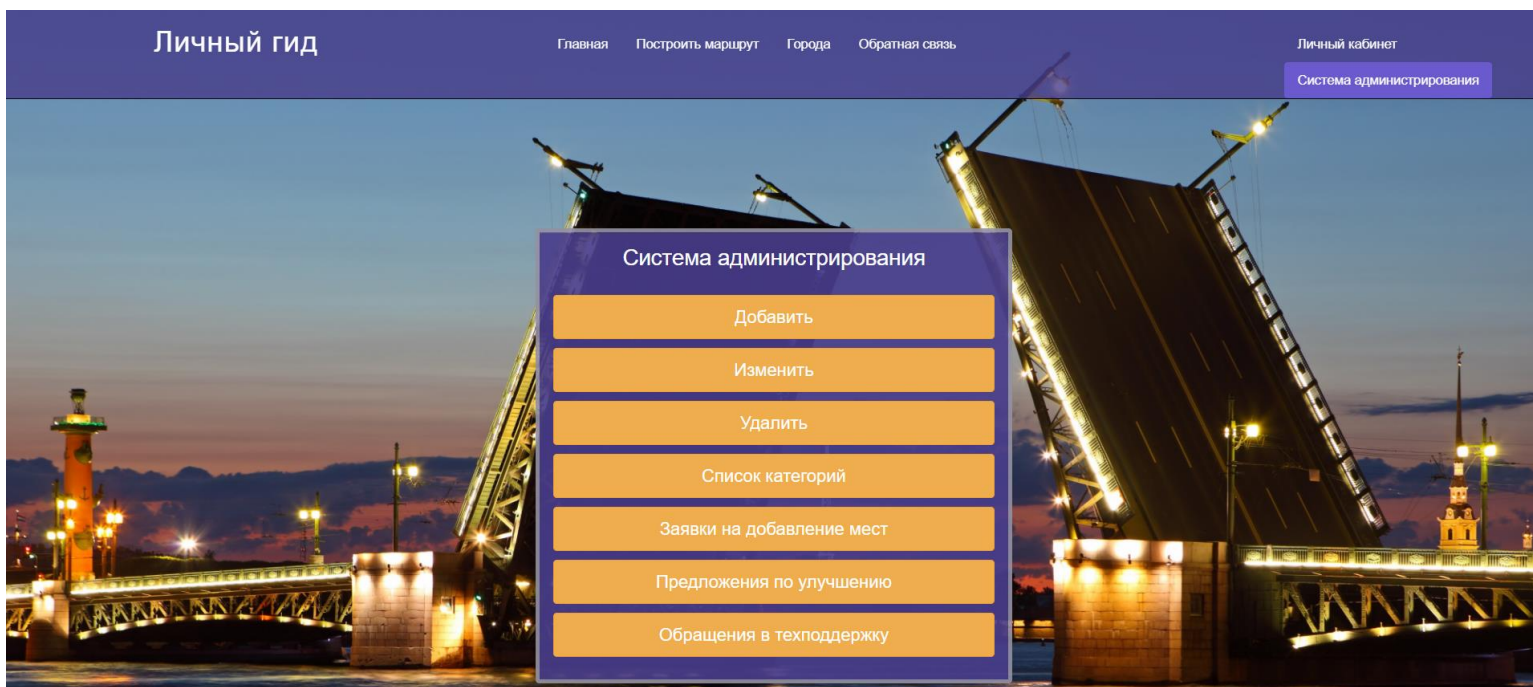 Личный гид
Главная
Построить маршрут
Города
Обратная связь
Личный кабинет
Система администрирования
Система администрирования
Добавить
Изменить
Удалить
Список категорий
Заявки на добавление мест
Предложения по улучшению
Обращения в техподдержку